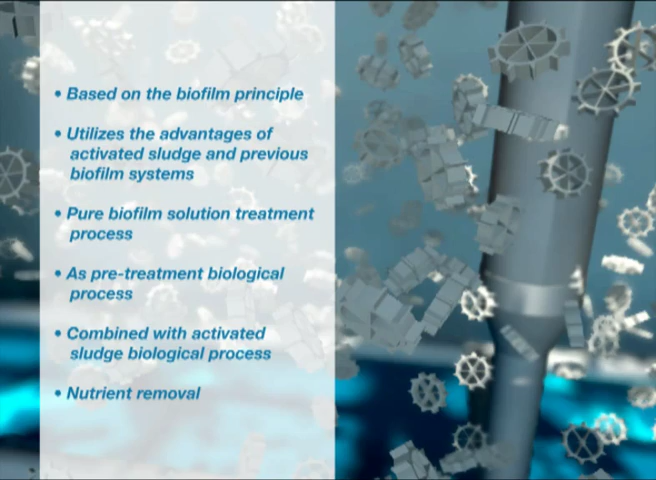 • Based on the biofilm principle
• Utilizes the advantages of
activated sludge and previous
biofilm systems
• Pure biofilm solution treatment
process
• As pre-treatment biological
process
• Combined with activated
sludge biological process
• Nutrient removal